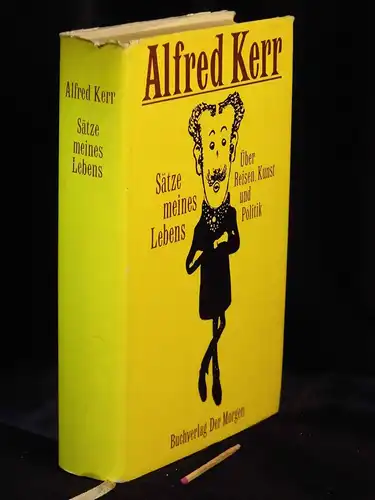 Alfred Kerr
Sätze
meines
Lebens
Alfred Kerr
Sätze
meines
Lebens
Über
Reisen, Kunst
und
Politik
Buchverlag Der Morgen